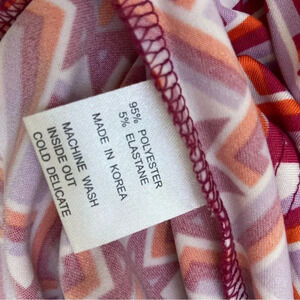 95% POLYESTER
5% ELASTANE
MADE IN KOREA
MACHINE WASH
INSIDE OUT
COLD DELICATE